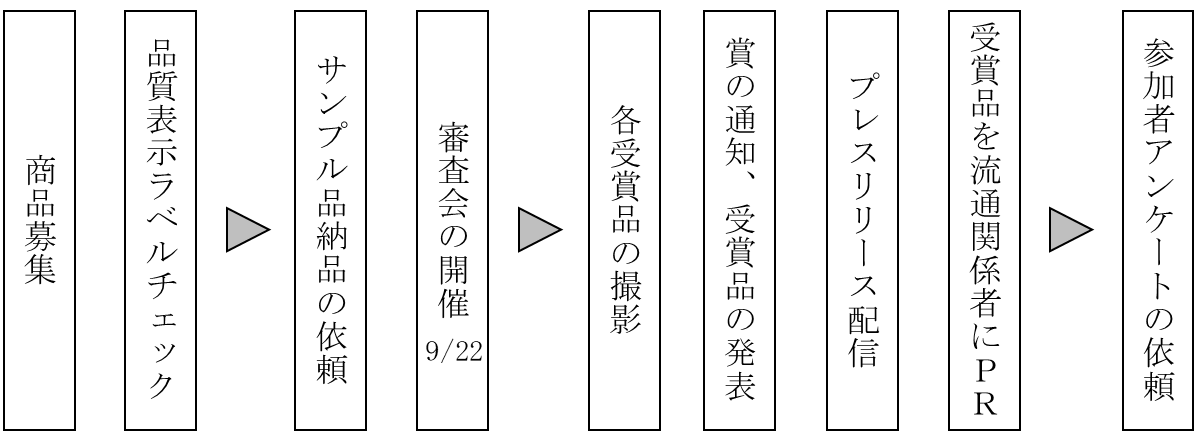 商品募集
品質表示ラベルチェック
サンプル品納品の依頼
審査会の開催
9/22
各受賞品の撮影
賞の通知、受賞品の発表
プレスリリース配信
受賞品を流通関係者にＰＲ
参加者アンケートの依頼